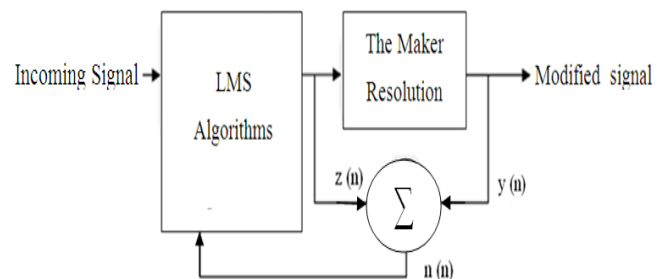 The Maker
Resolution
Incoming Signal
LMS
Algorithms
Modified signal
z (n)
Σ
y (n)
n (n)